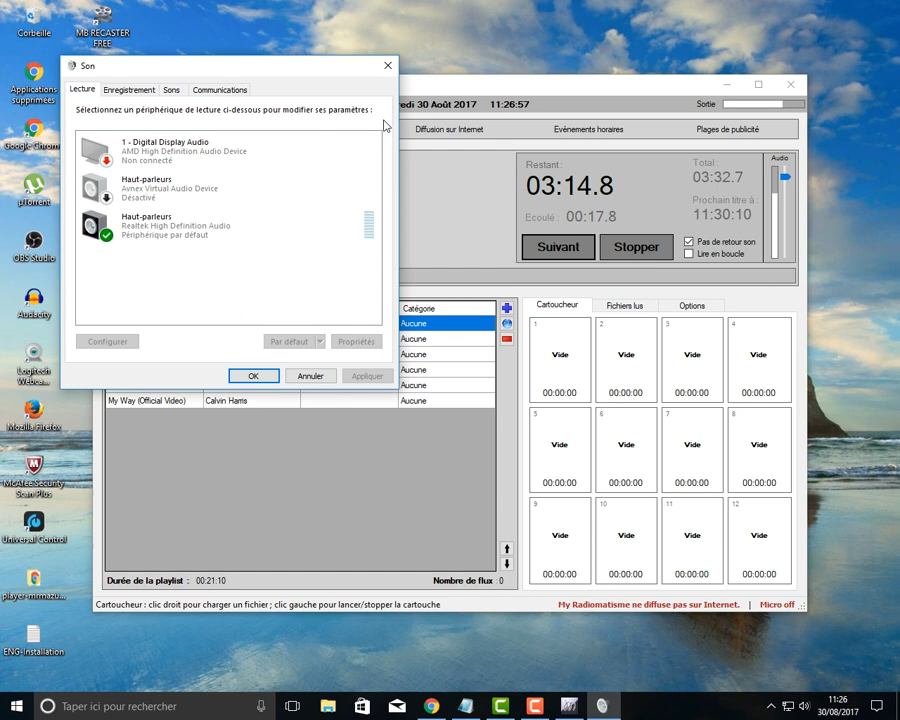 Corbeille
MB RECASTER
FREE
Applications
supprimées
Google Chrom
µTorrent
OBS Studio
Audacity
Logitech
Webca...
Mozilla Firefox
McAfee Security
Scan Plus
Universal Control
player-mrmazu...
ENG-Installation
Son
Lecture
Enregistrement
Sons
Communications
Sélectionnez un périphérique de lecture ci-dessous pour modifier ses paramètres :
1 - Digital Display Audio
AMD High Definition Audio Device
Non connecté
Haut-parleurs
Avnex Virtual Audio Device
Désactivé
Haut-parleurs
Realtek High Definition Audio
Périphérique par défaut
Configurer
Par défaut
Propriétés
OK
Annuler
Appliquer
redi 30 Août 2017 11:26:57
Sortie
Diffusion sur Internet
Evénements horaires
Plages de publicité
Restant :
03:14.8
Ecoulé : 00:17.8
Total :
03:32.7
Prochain titre à :
11:30:10
Suivant
Stopper
Pas de retour son
Lire en boucle
Audio
Catégorie
Aucune
Aucune
Aucune
Aucune
Aucune
My Way (Official Video) Calvin Harris Aucune
Durée de la playlist : 00:21:10
Nombre de flux : 0
Cartoucheur
Fichiers lus
Options
1 2 3 4
Vide Vide Vide Vide
00:00:00 00:00:00 00:00:00 00:00:00
5 6 7 8
Vide Vide Vide Vide
00:00:00 00:00:00 00:00:00 00:00:00
9 10 11 12
Vide Vide Vide Vide
00:00:00 00:00:00 00:00:00 00:00:00
Cartoucheur : clic droit pour charger un fichier ; clic gauche pour lancer/stopper la cartouche
My Radiomatisme ne diffuse pas sur Internet. | Micro off
Taper ici pour rechercher
11:26
30/08/2017